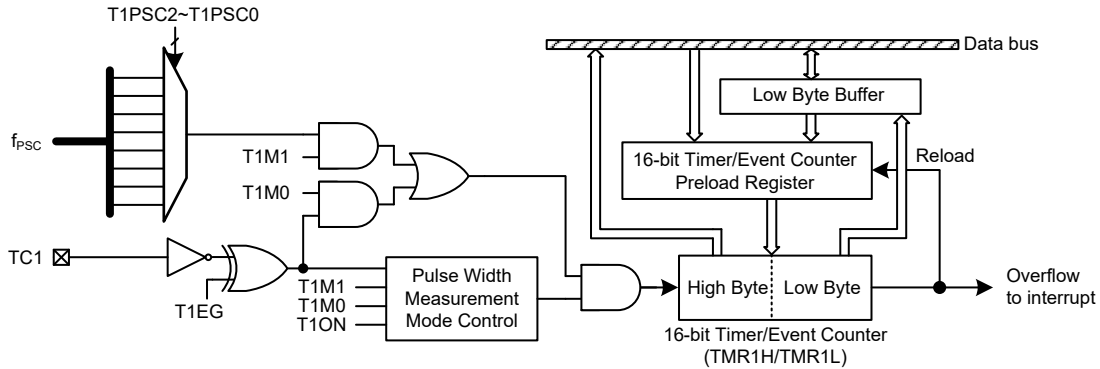 T1PSC2~T1PSC0
Data bus
Low Byte Buffer
fPSC
T1M1
16-bit Timer/Event Counter
Preload Register
Reload
T1M0
TC1
T1EG
T1M1
T1M0
T1ON
Pulse Width
Measurement
Mode Control
High Byte
Low Byte
Overflow
to interrupt
16-bit Timer/Event Counter
(TMR1H/TMR1L)